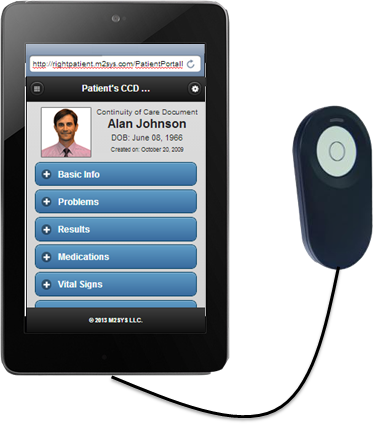 http://rightpatient.m2sys.com/PatientPortalI
Patient's CCD ...
Continuity of Care Document
Alan Johnson
DOB: June 08, 1966
Created on: October 20, 2009
Basic Info
Problems
Results
Medications
Vital Signs
© 2013 M2SYS LLC.